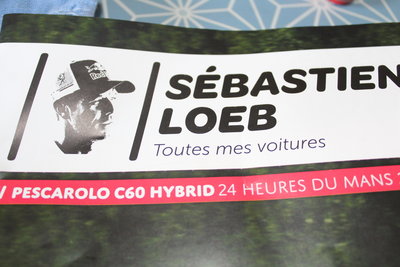 SÉBASTIEN
LOEB
Toutes mes voitures
/ PESCAROLO C60 HYBRID 24 HEURES DU MANS